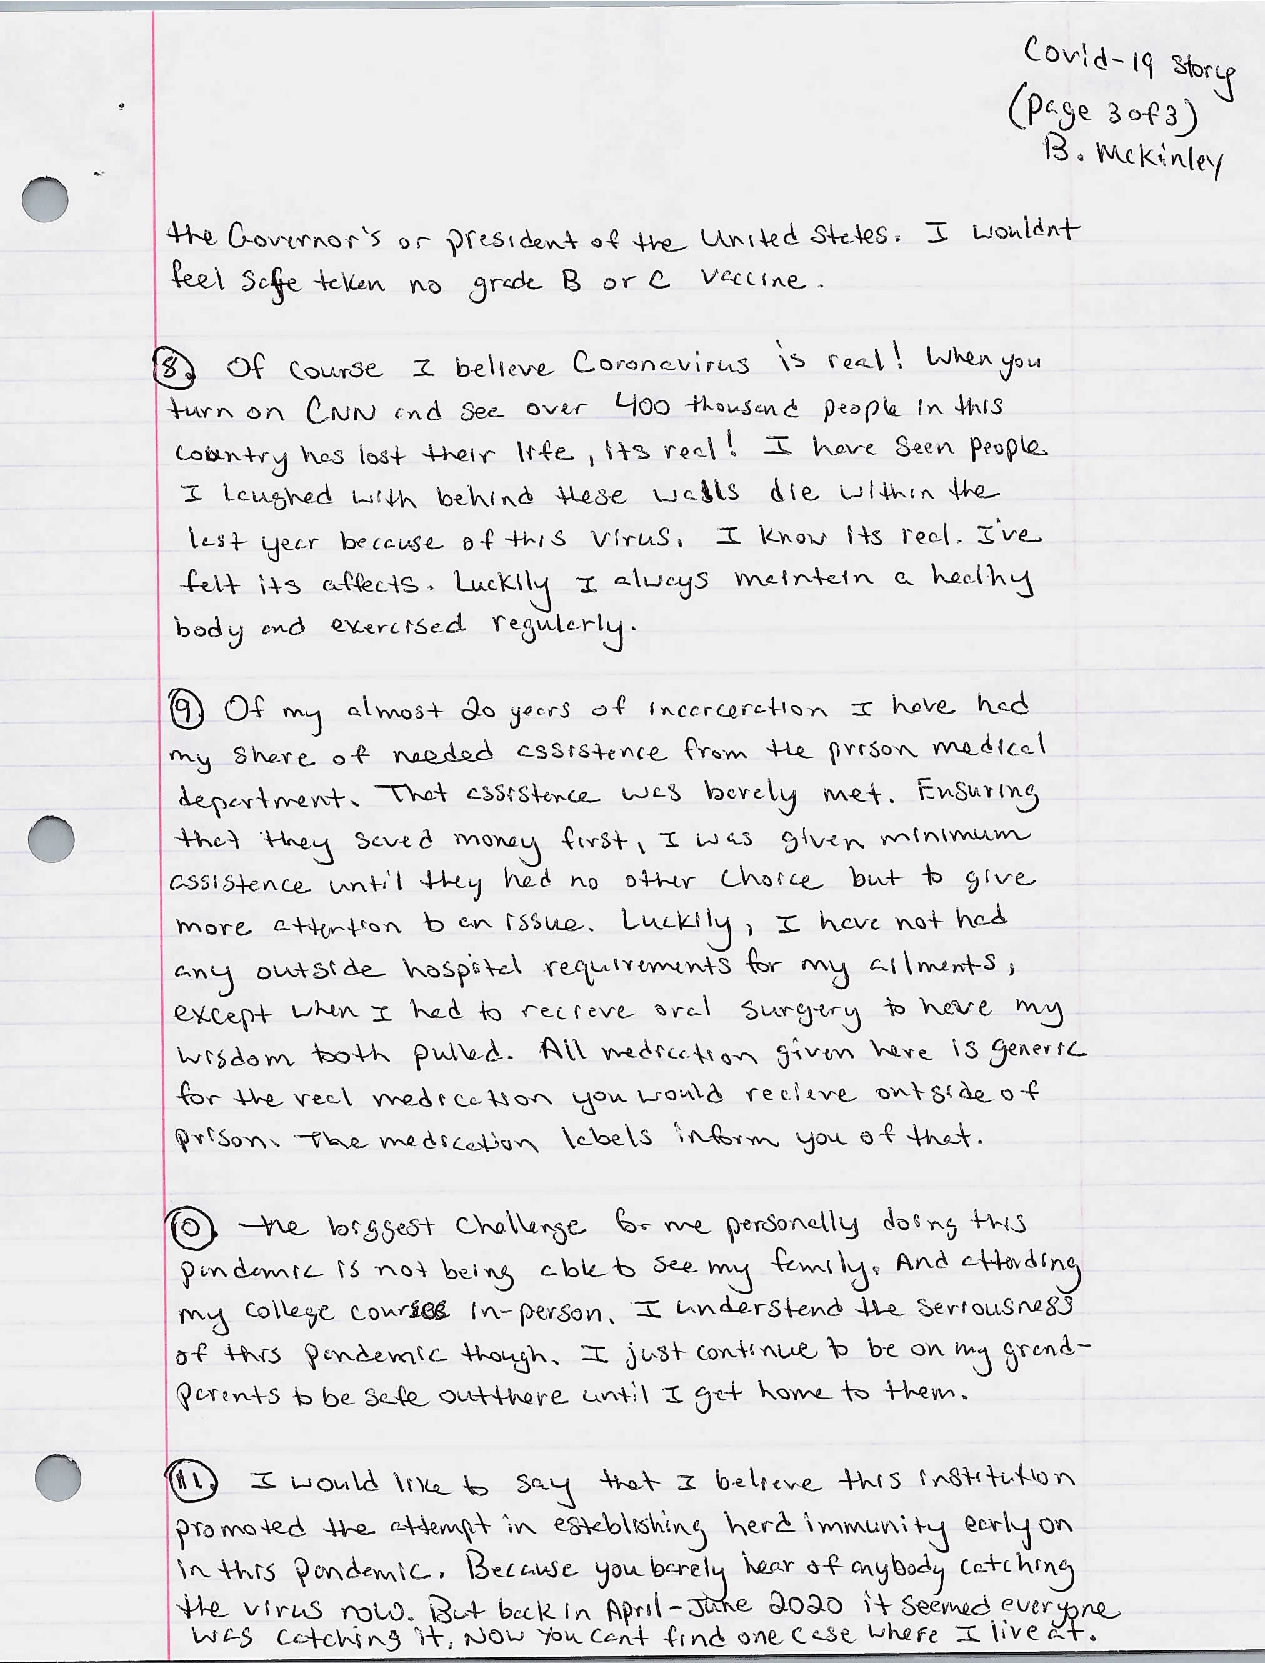 Covid-19 Story
(page 3 of 3)
B. McKinley
the Governor's or president of the United States. I wouldnt
feel safe taken no grade B or C vaccine.
8. Of course I believe Coronavirus is real! When you
turn on CNN and see over 400 thousand people in this
country has lost their life, its real! I have seen people
I laughed with behind these walls die within the
last year because of this virus. I know its real. I've
felt its affects. Luckily I always maintain a healhy
body and exercised regularly.
9. Of my almost 20 years of incarceration I have had
my share of needed assistence from the prison medical
department. That assistence was barely met. Ensuring
that they saved money first, I was given minimum
assistence until they had no other choice but to give
more attention to an issue. Luckily, I have not had
any outside hospital requirements for my ailments,
except when I had to recieve oral surgery to have my
wisdom tooth pulled. All medication given here is generic
for the real medication you would recieve outside of
prison. The medication labels inform you of that.
10. The biggest challenge for me personally doing this
pandemic is not being able to see my family. And attending
my college courses in-person. I understand the seriousness
of this pandemic though. I just continue to be on my grand-
parents to be safe outthere until I get home to them.
11. I would like to say that I believe this institution
promoted the attempt in establishing herd immunity early on
in this pandemic. Because you barely hear of anybody catching
the virus now. But back in April-June 2020 it seemed everyone
was catching it. Now you cant find one case where I live at.